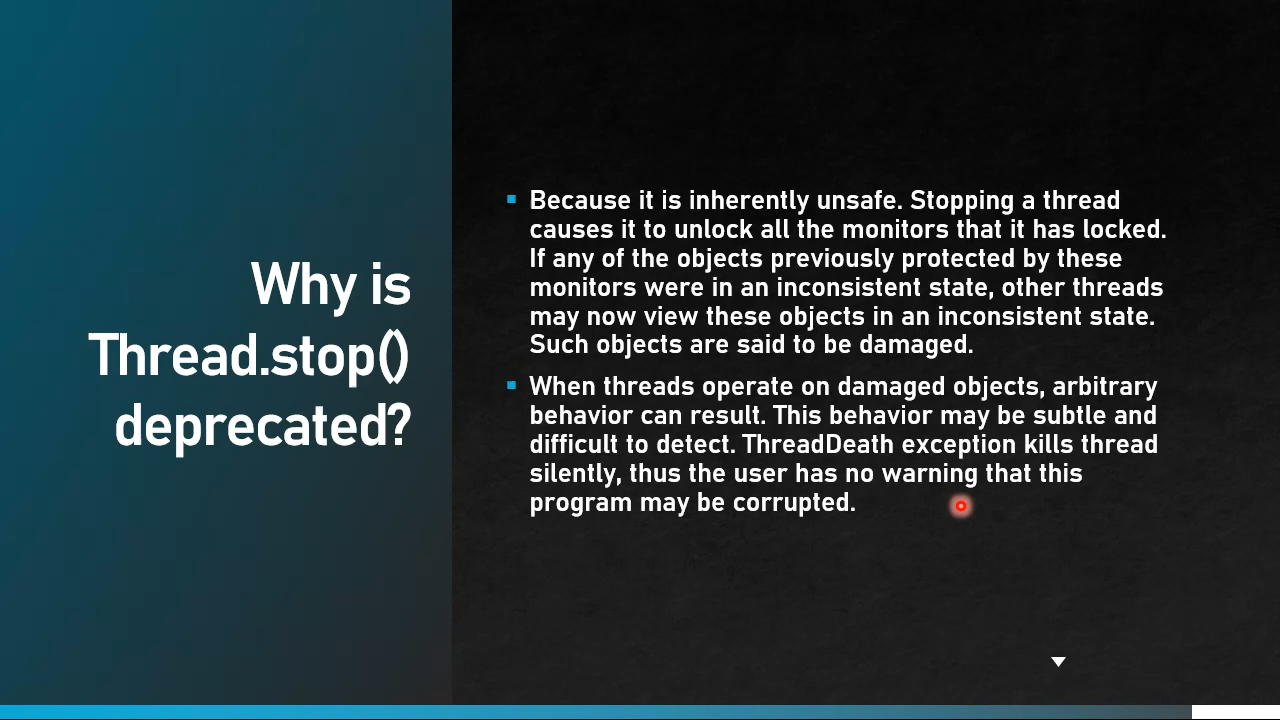 Why is
Thread.stop()
deprecated?
Because it is inherently unsafe. Stopping a thread
causes it to unlock all the monitors that it has locked.
If any of the objects previously protected by these
monitors were in an inconsistent state, other threads
may now view these objects in an inconsistent state.
Such objects are said to be damaged.
When threads operate on damaged objects, arbitrary
behavior can result. This behavior may be subtle and
difficult to detect. ThreadDeath exception kills thread
silently, thus the user has no warning that this
program may be corrupted.